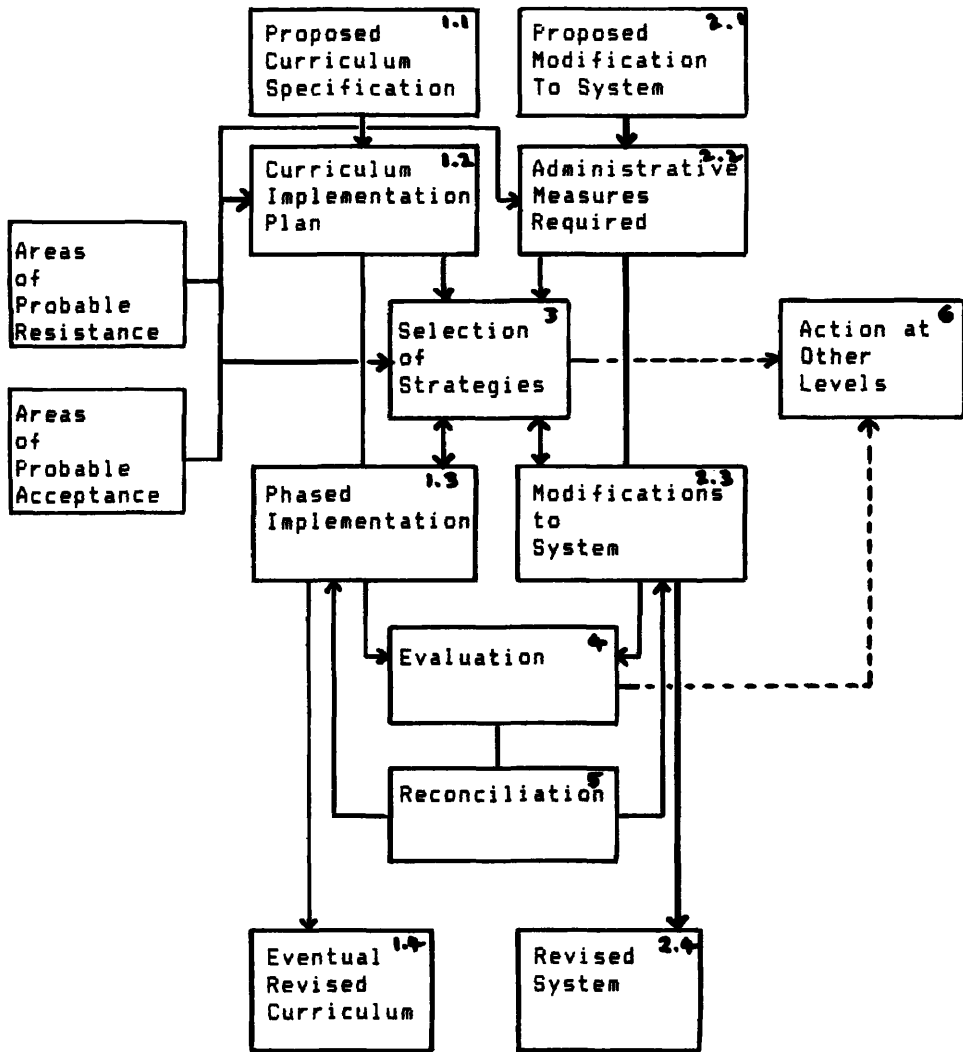 1.1
Proposed
Curriculum
Specification
2.1
Proposed
Modification
To System
1.2
Curriculum
Implementation
Plan
2.2
Administrative
Measures
Required
Areas
of
Probable
Resistance
3
Selection
of
Strategies
6
Action at
Other
Levels
Areas
of
Probable
Acceptance
1.3
Phased
Implementation
2.3
Modifications
to
System
4
Evaluation
5
Reconciliation
1.4
Eventual
Revised
Curriculum
2.4
Revised
System